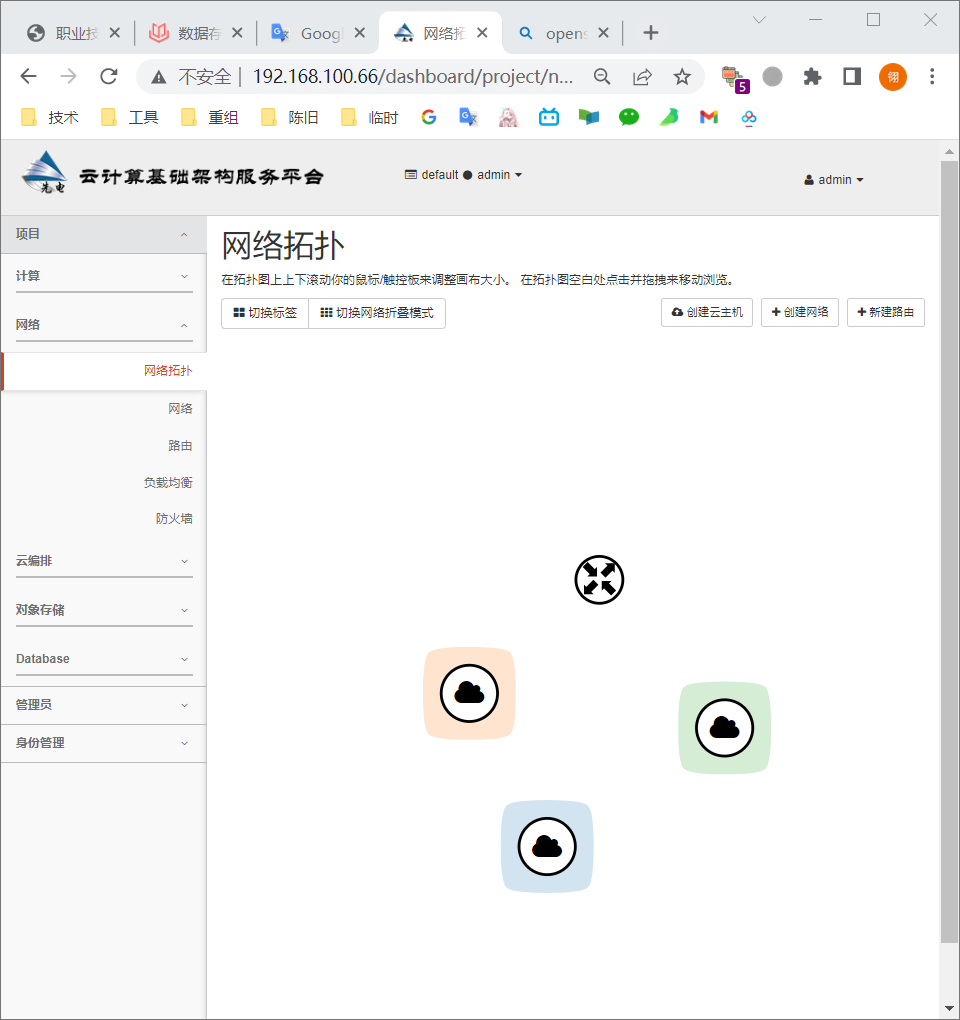 职业技
数据存
Googl
网络拓
opens
不安全
192.168.100.66/dashboard/project/n...
5
翎
技术
工具
重组
陈旧
临时
先电
云计算基础架构服务平台
default admin
admin
项目
计算
网络
网络拓扑
网络
路由
负载均衡
防火墙
云编排
对象存储
Database
管理员
身份管理
网络拓扑
在拓扑图上上下滚动你的鼠标/触控板来调整画布大小。 在拓扑图空白处点击并拖拽来移动浏览。
切换标签
切换网络折叠模式
创建云主机
创建网络
新建路由